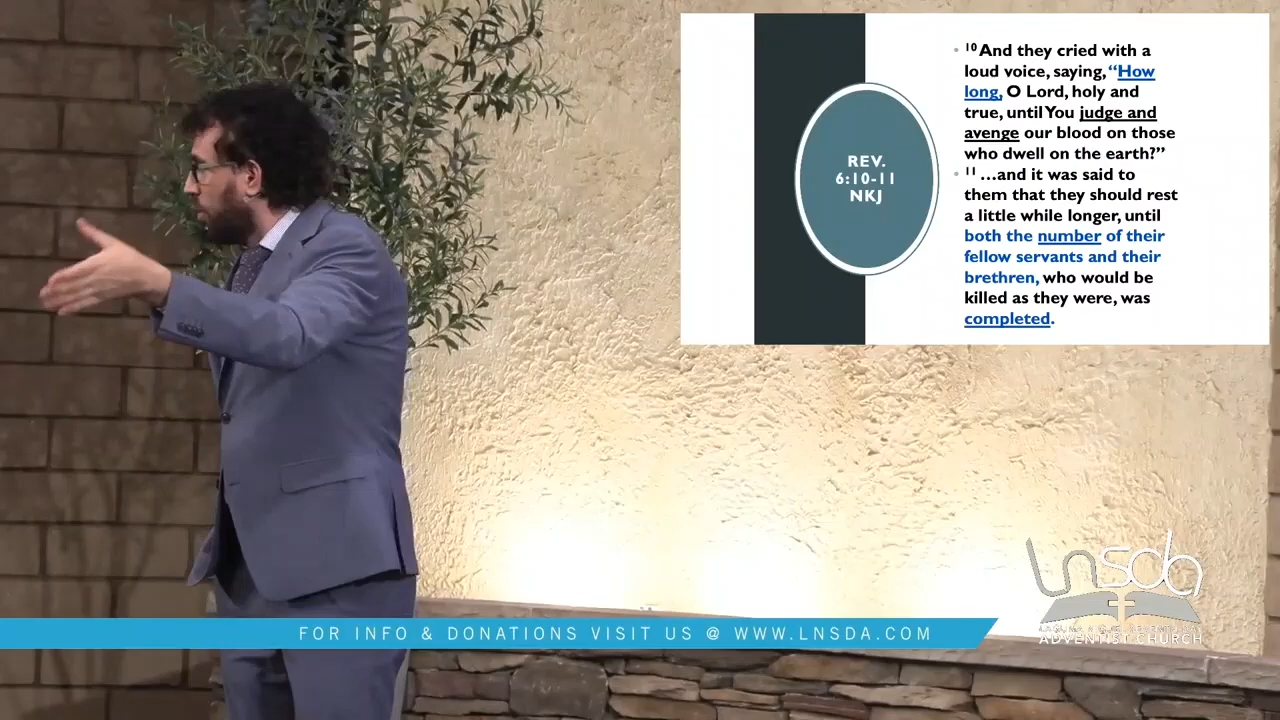 REV.
6:10-11
NKJ
10 And they cried with a
loud voice, saying, “How
long, O Lord, holy and
true, until You judge and
avenge our blood on those
who dwell on the earth?”
11 …and it was said to
them that they should rest
a little while longer, until
both the number of their
fellow servants and their
brethren, who would be
killed as they were, was
completed.
lnsda
ADVENTIST CHURCH
FOR INFO & DONATIONS VISIT US @ WWW.LNSDA.COM